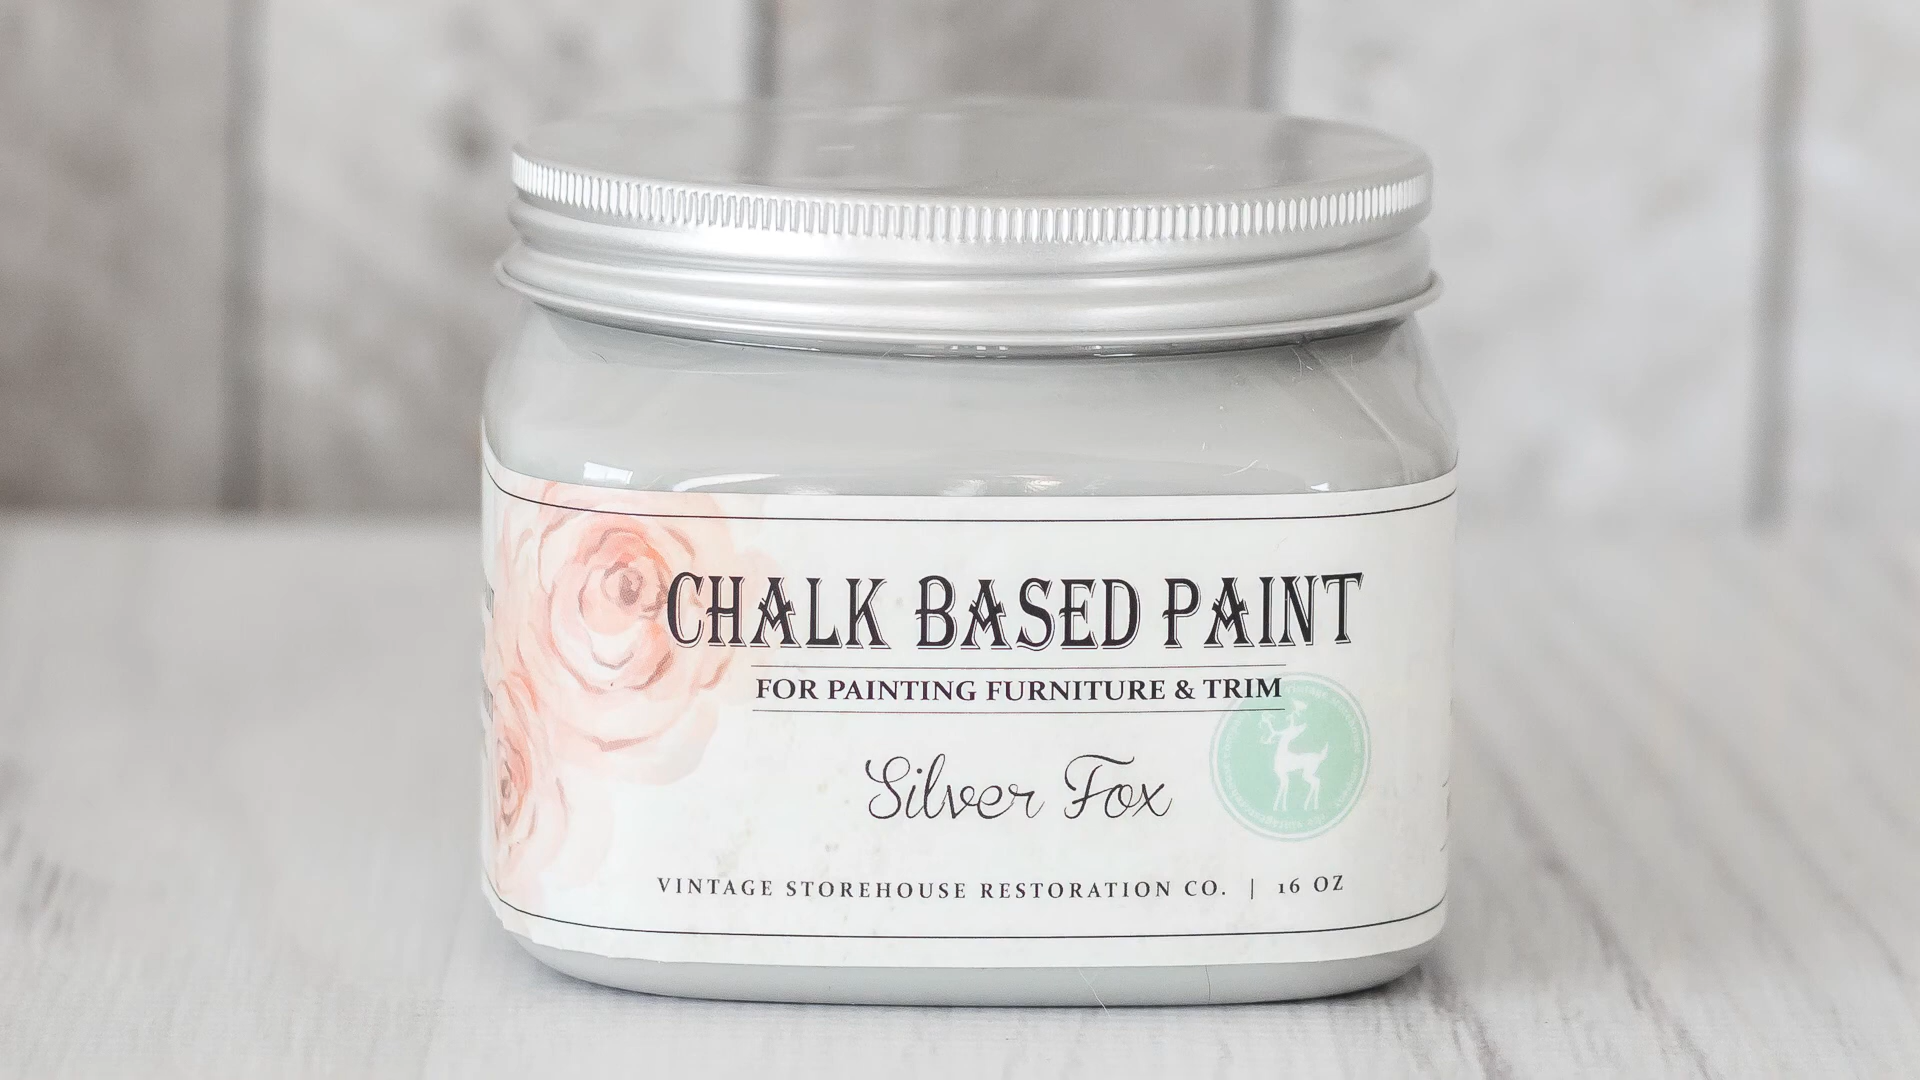 CHALK BASED PAINT
FOR PAINTING FURNITURE & TRIM
Silver Fox
VINTAGE STOREHOUSE RESTORATION CO. | 16 OZ